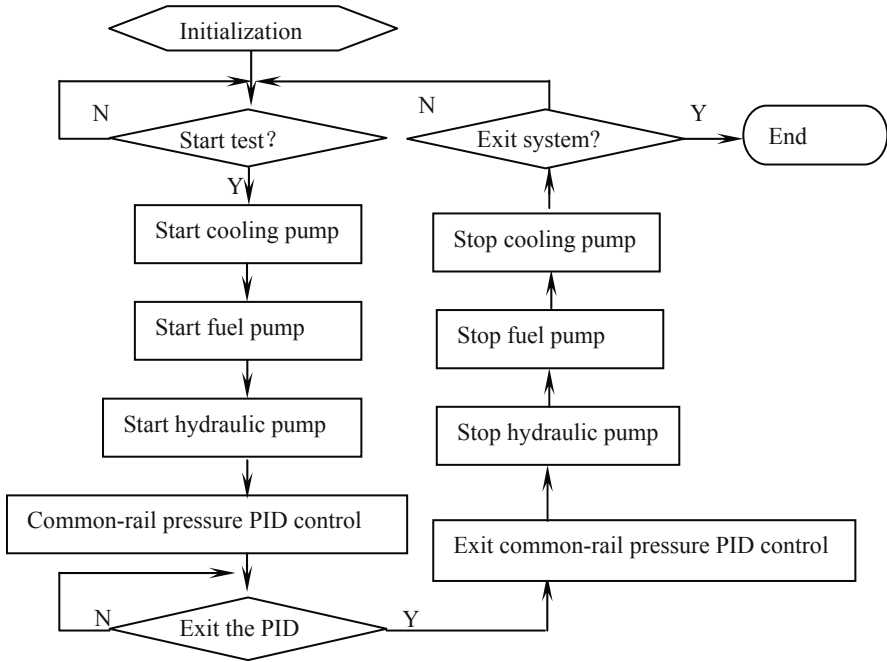 Initialization
N
Start test?
Y
Start cooling pump
Start fuel pump
Start hydraulic pump
Common-rail pressure PID control
N
Exit the PID
Y
Exit common-rail pressure PID control
Stop hydraulic pump
Stop fuel pump
Stop cooling pump
N
Exit system?
Y
End